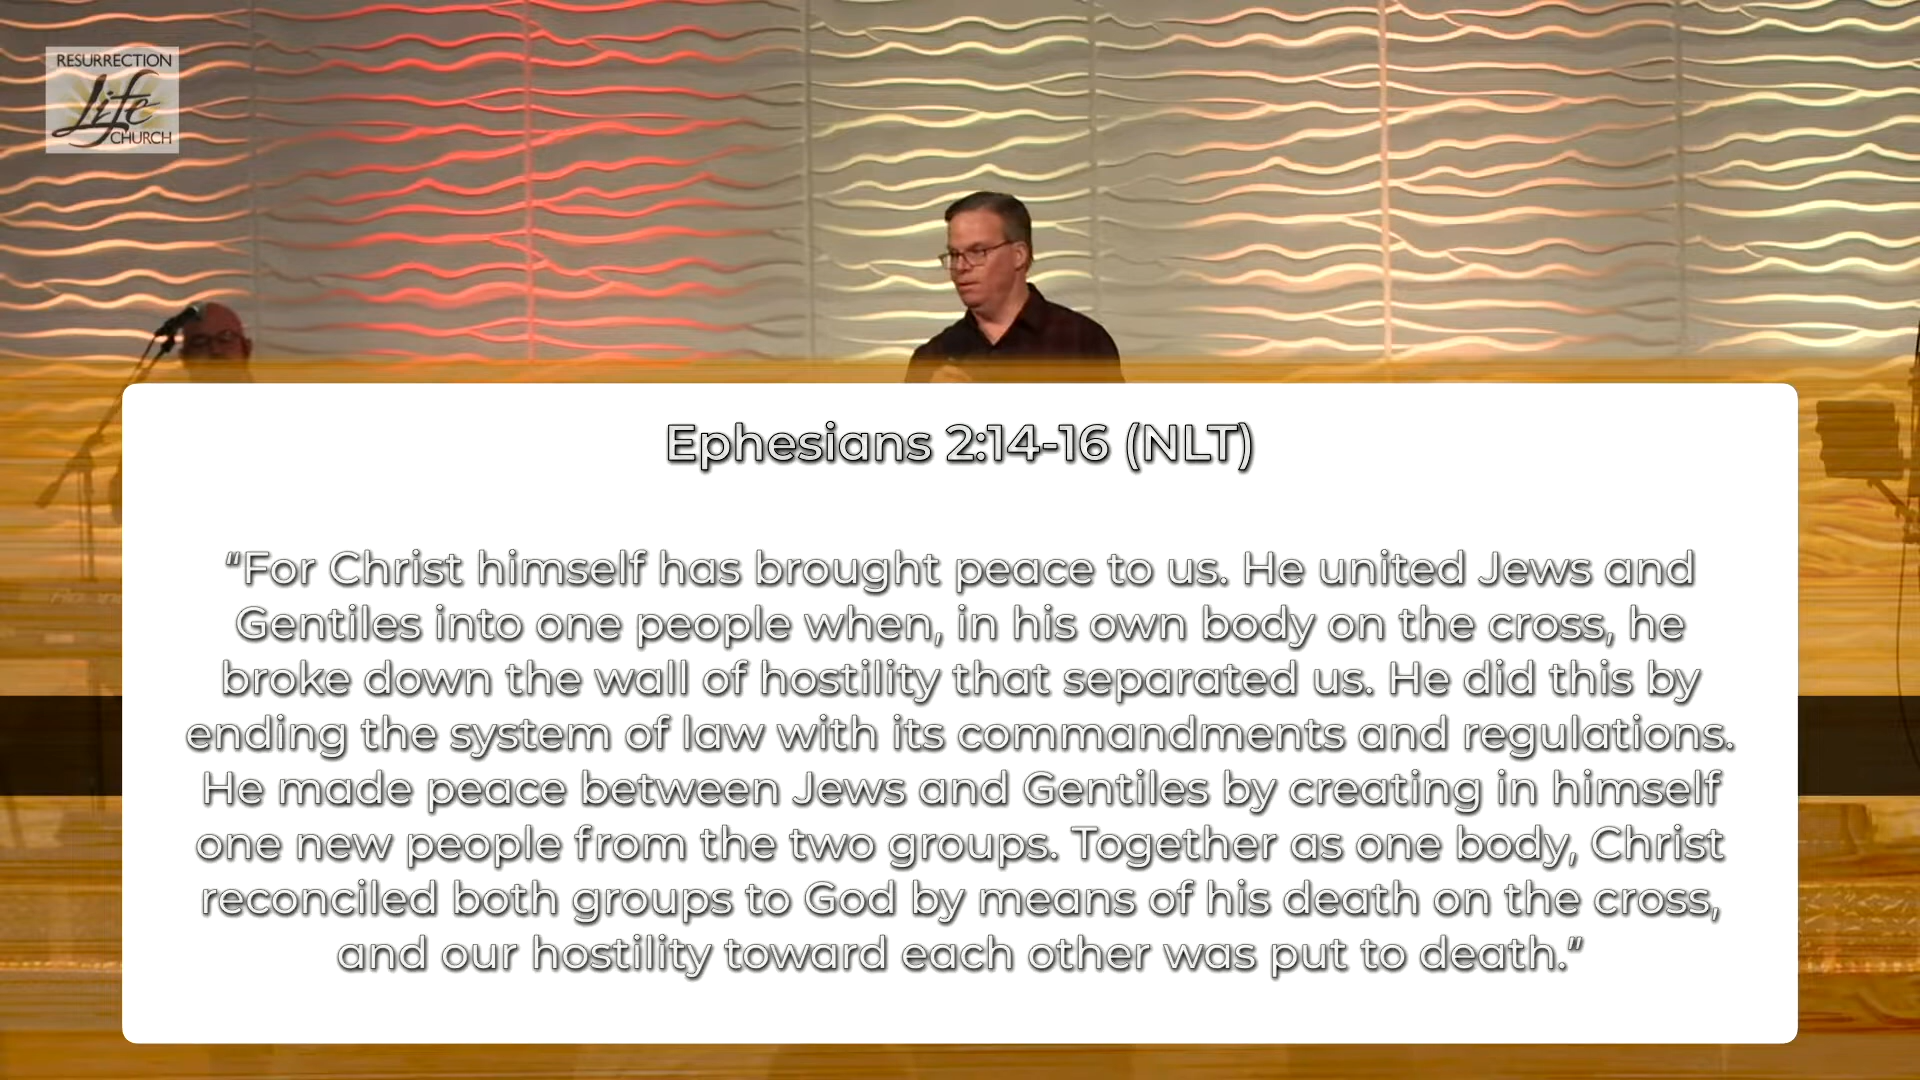 RESURRECTION
Life
CHURCH
Ephesians 2:14-16 (NLT)
“For Christ himself has brought peace to us. He united Jews and
Gentiles into one people when, in his own body on the cross, he
broke down the wall of hostility that separated us. He did this by
ending the system of law with its commandments and regulations.
He made peace between Jews and Gentiles by creating in himself
one new people from the two groups. Together as one body, Christ
reconciled both groups to God by means of his death on the cross,
and our hostility toward each other was put to death.”